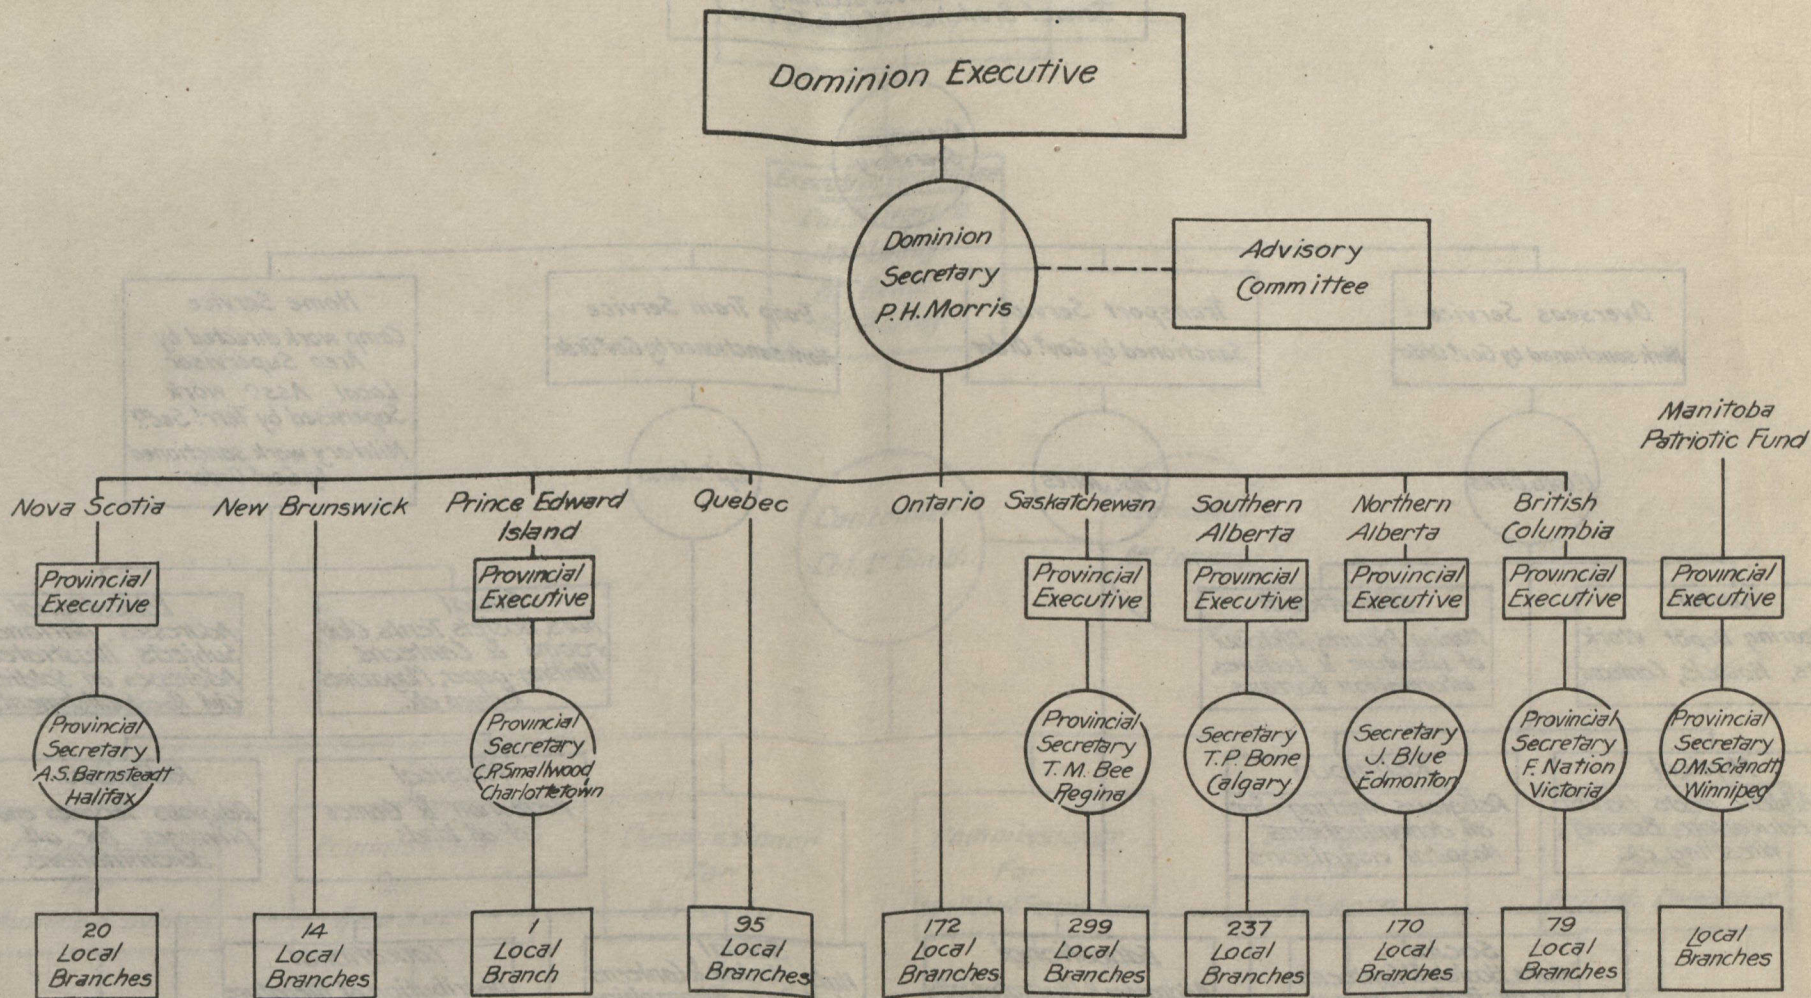 Dominion Executive
Dominion
Secretary
P.H. Morris
Advisory
Committee
Manitoba
Patriotic Fund
Nova Scotia
New Brunswick
Prince Edward
Island
Quebec
Ontario
Saskatchewan
Southern
Alberta
Northern
Alberta
British
Columbia
Provincial
Executive
Provincial
Executive
Provincial
Executive
Provincial
Executive
Provincial
Executive
Provincial
Executive
Provincial
Executive
Provincial
Secretary
A.S. Barnsteadt
Halifax
Provincial
Secretary
C.R. Smallwood
Charlottetown
Provincial
Secretary
T. M. Bee
Regina
Secretary
T.P. Bone
Calgary
Secretary
J. Blue
Edmonton
Provincial
Secretary
F. Nation
Victoria
Provincial
Secretary
D.M. Sclandt
Winnipeg
20
Local
Branches
14
Local
Branches
1
Local
Branch
95
Local
Branches
172
Local
Branches
299
Local
Branches
237
Local
Branches
170
Local
Branches
79
Local
Branches
Local
Branches